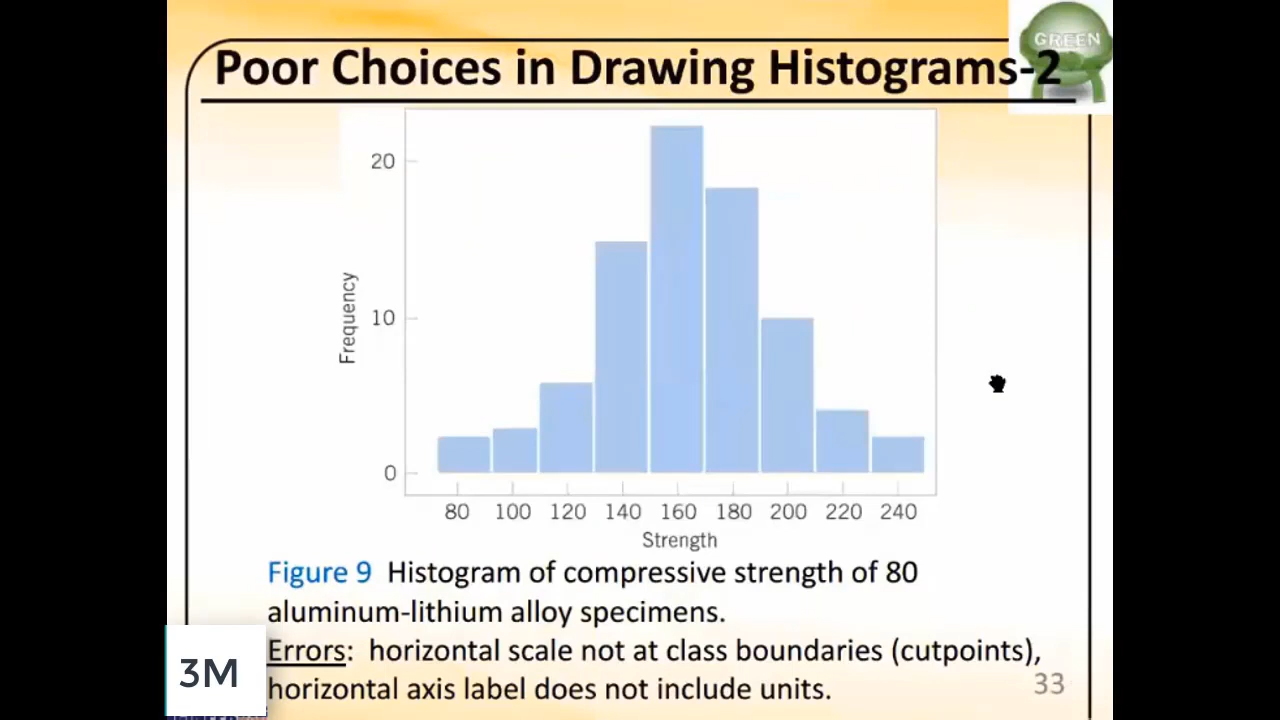 Poor Choices in Drawing Histograms-2
GREEN
20
10
0
Frequency
80 100 120 140 160 180 200 220 240
Strength
Figure 9 Histogram of compressive strength of 80
aluminum-lithium alloy specimens.
Errors: horizontal scale not at class boundaries (cutpoints),
horizontal axis label does not include units.
33
3M